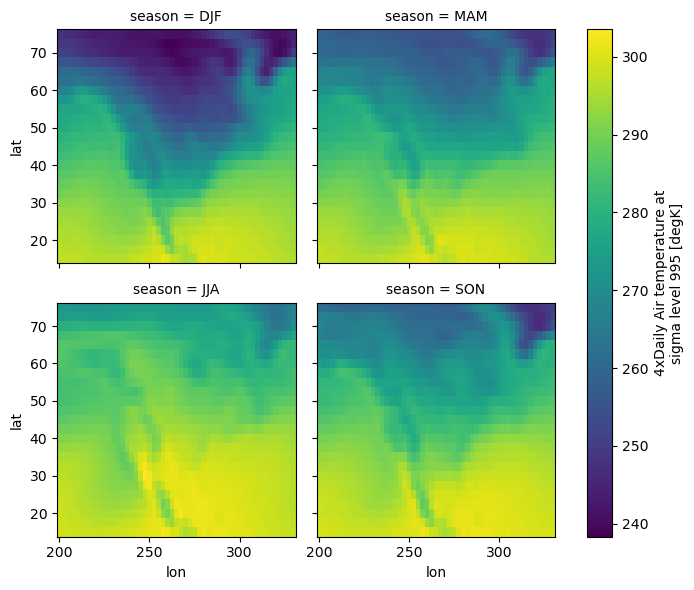 season = DJF
season = MAM
70
60
50
40
30
20
lat
season = JJA
season = SON
70
60
50
40
30
20
lat
200
250
300
lon
200
250
300
lon
300
290
280
270
260
250
240
4xDaily Air temperature at
sigma level 995 [degK]